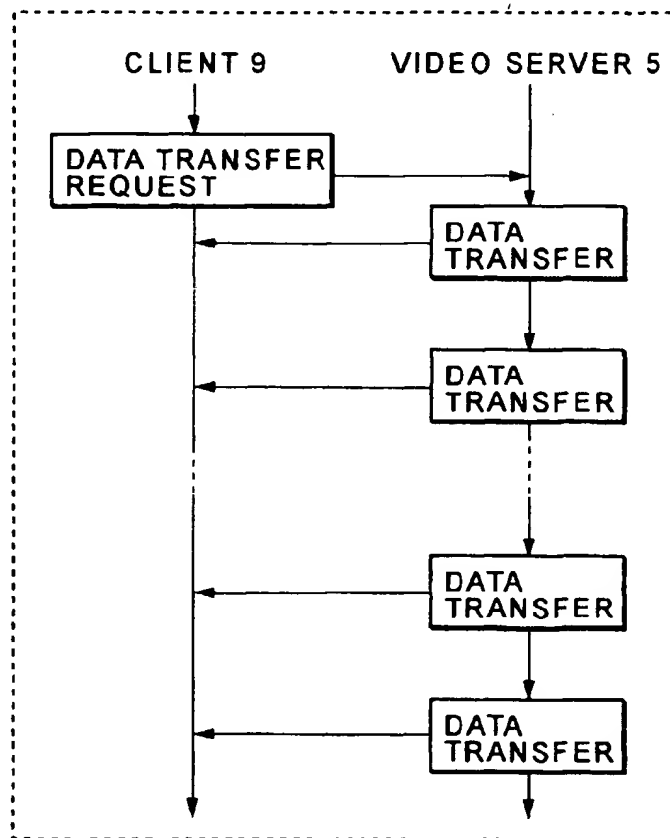 CLIENT 9
VIDEO SERVER 5
DATA TRANSFER
REQUEST
DATA
TRANSFER
DATA
TRANSFER
DATA
TRANSFER
DATA
TRANSFER